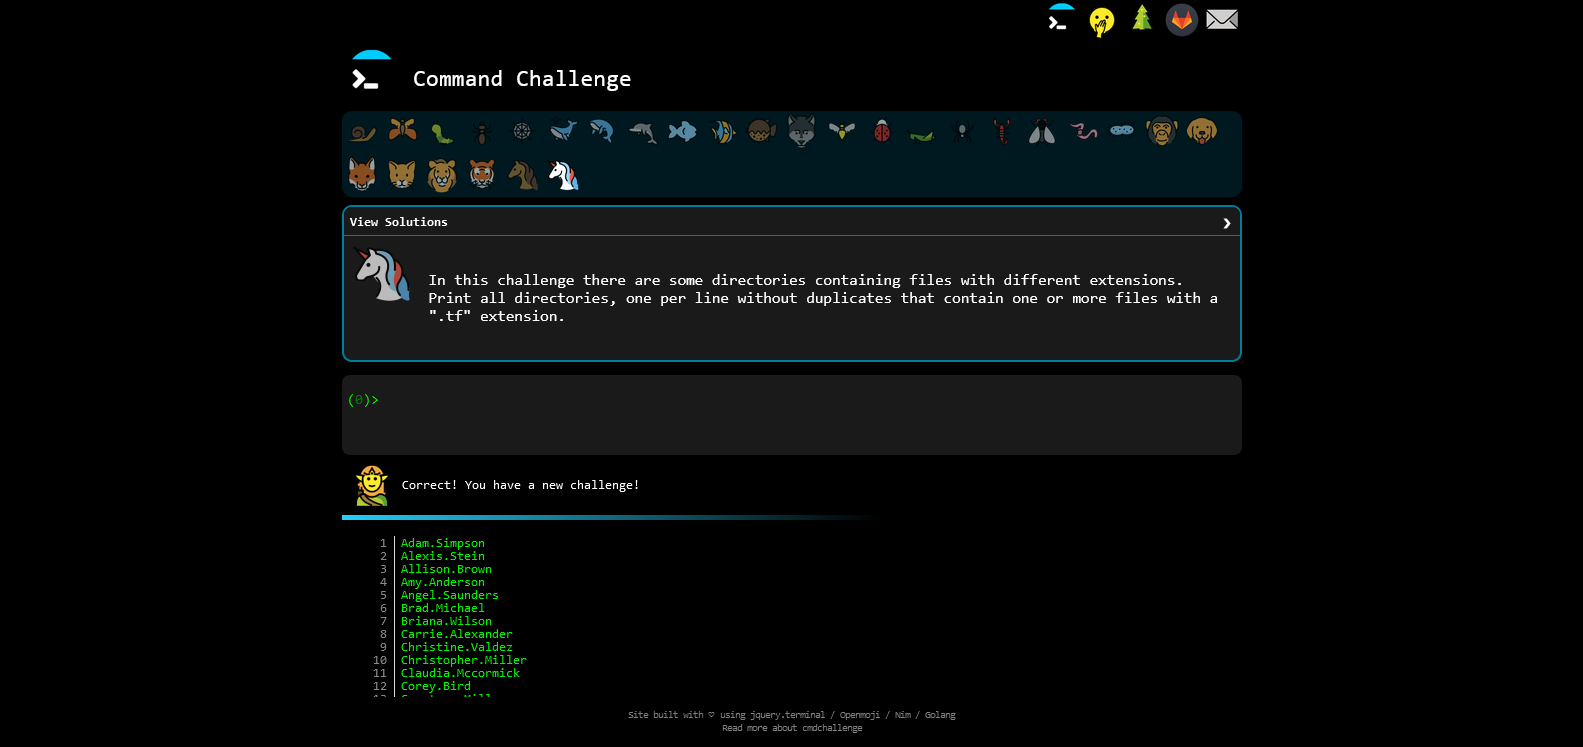 Command Challenge
View Solutions
In this challenge there are some directories containing files with different extensions.
Print all directories, one per line without duplicates that contain one or more files with a
".tf" extension.
(0)>
Correct! You have a new challenge!
1 Adam.Simpson
2 Alexis.Stein
3 Allison.Brown
4 Amy.Anderson
5 Angel.Saunders
6 Brad.Michael
7 Briana.Wilson
8 Carrie.Alexander
9 Christine.Valdez
10 Christopher.Miller
11 Claudia.Mccormick
12 Corey.Bird
Site built with ♡ using jquery.terminal / Openmoji / Nim / Golang
Read more about cmdchallenge